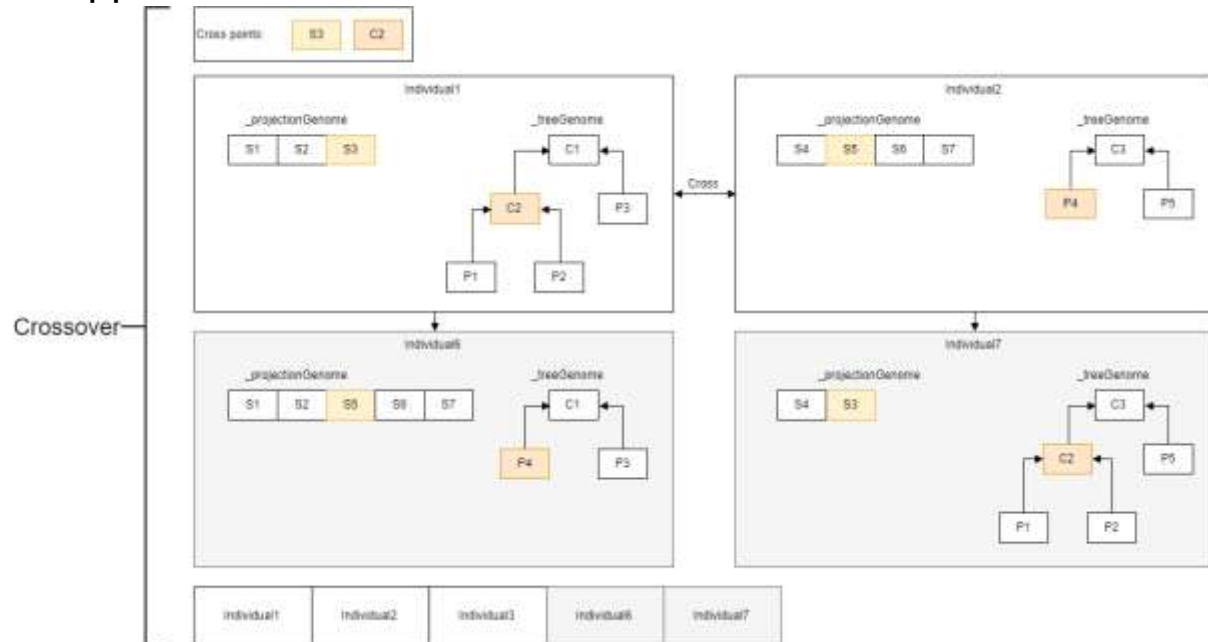 Cross points S3 C2
Individual1
_projectionGenome _treeGenome
S1 S2 S3 C1
C2 P3
P1 P2
Cross
Individual2
_projectionGenome _treeGenome
S4 S5 S6 S7 C3
P4 P5
Crossover
Individual6
_projectionGenome _treeGenome
S1 S2 S5 S6 S7 C1
P4 P3
Individual7
_projectionGenome _treeGenome
S4 S3 C3
C2 P5
P1 P2
Individual1 Individual2 Individual3 Individual6 Individual7